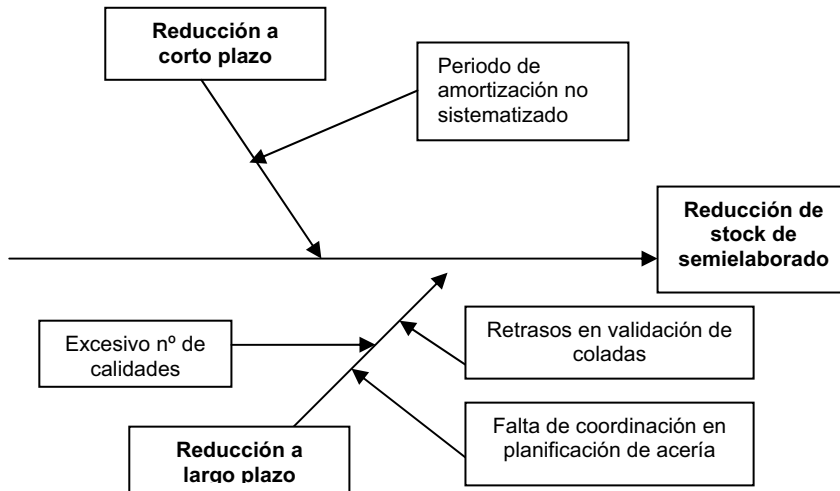 Reducción a
corto plazo
Periodo de
amortización no
sistematizado
Reducción de
stock de
semielaborado
Excesivo nº de
calidades
Retrasos en validación de
coladas
Falta de coordinación en
planificación de acería
Reducción a
largo plazo